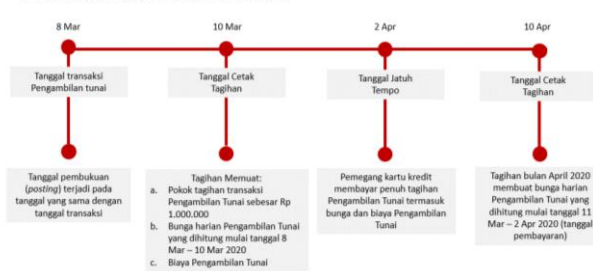 8 Mar
10 Mar
2 Apr
10 Apr
Tanggal transaksi
Pengambilan tunai
Tanggal Cetak
Tagihan
Tanggal Jatuh
Tempo
Tanggal Cetak
Tagihan
Tanggal pembukuan
(posting) terjadi pada
tanggal yang sama dengan
tanggal transaksi
Tagihan Memuat:
a. Pokok tagihan transaksi
Pengambilan Tunai sebesar Rp
1.000.000
b. Bunga harian Pengambilan Tunai
yang dihitung mulai tanggal 8
Mar – 10 Mar 2020
c. Biaya Pengambilan Tunai
Pemegang kartu kredit
membayar penuh tagihan
Pengambilan Tunai termasuk
bunga dan biaya Pengambilan
Tunai
Tagihan bulan April 2020
membuat bunga harian
Pengambilan Tunai yang
dihitung mulai tanggal 11
Mar – 2 Apr 2020 (tanggal
pembayaran)